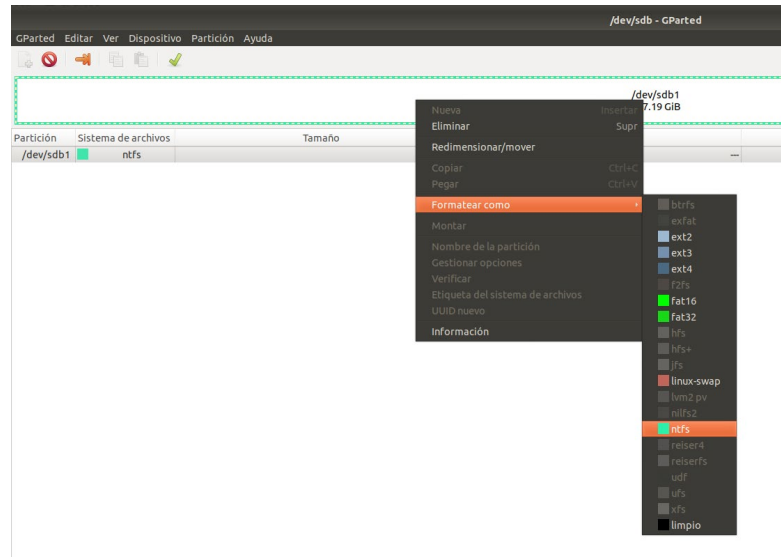 /dev/sdb - GParted
GParted Editar Ver Dispositivo Partición Ayuda
/dev/sdb1
7.19 GiB
Partición Sistema de archivos Tamaño
/dev/sdb1 ntfs —
Nueva Insertar
Eliminar Supr
Redimensionar/mover
Copiar Ctrl+C
Pegar Ctrl+V
Formatear como
Montar
Nombre de la partición
Gestionar opciones
Verificar
Etiqueta del sistema de archivos
UUID nuevo
Información
btrfs
exfat
ext2
ext3
ext4
f2fs
fat16
fat32
hfs
hfs+
jfs
linux-swap
lvm2 pv
nilfs2
ntfs
reiser4
reiserfs
udf
ufs
xfs
limpio